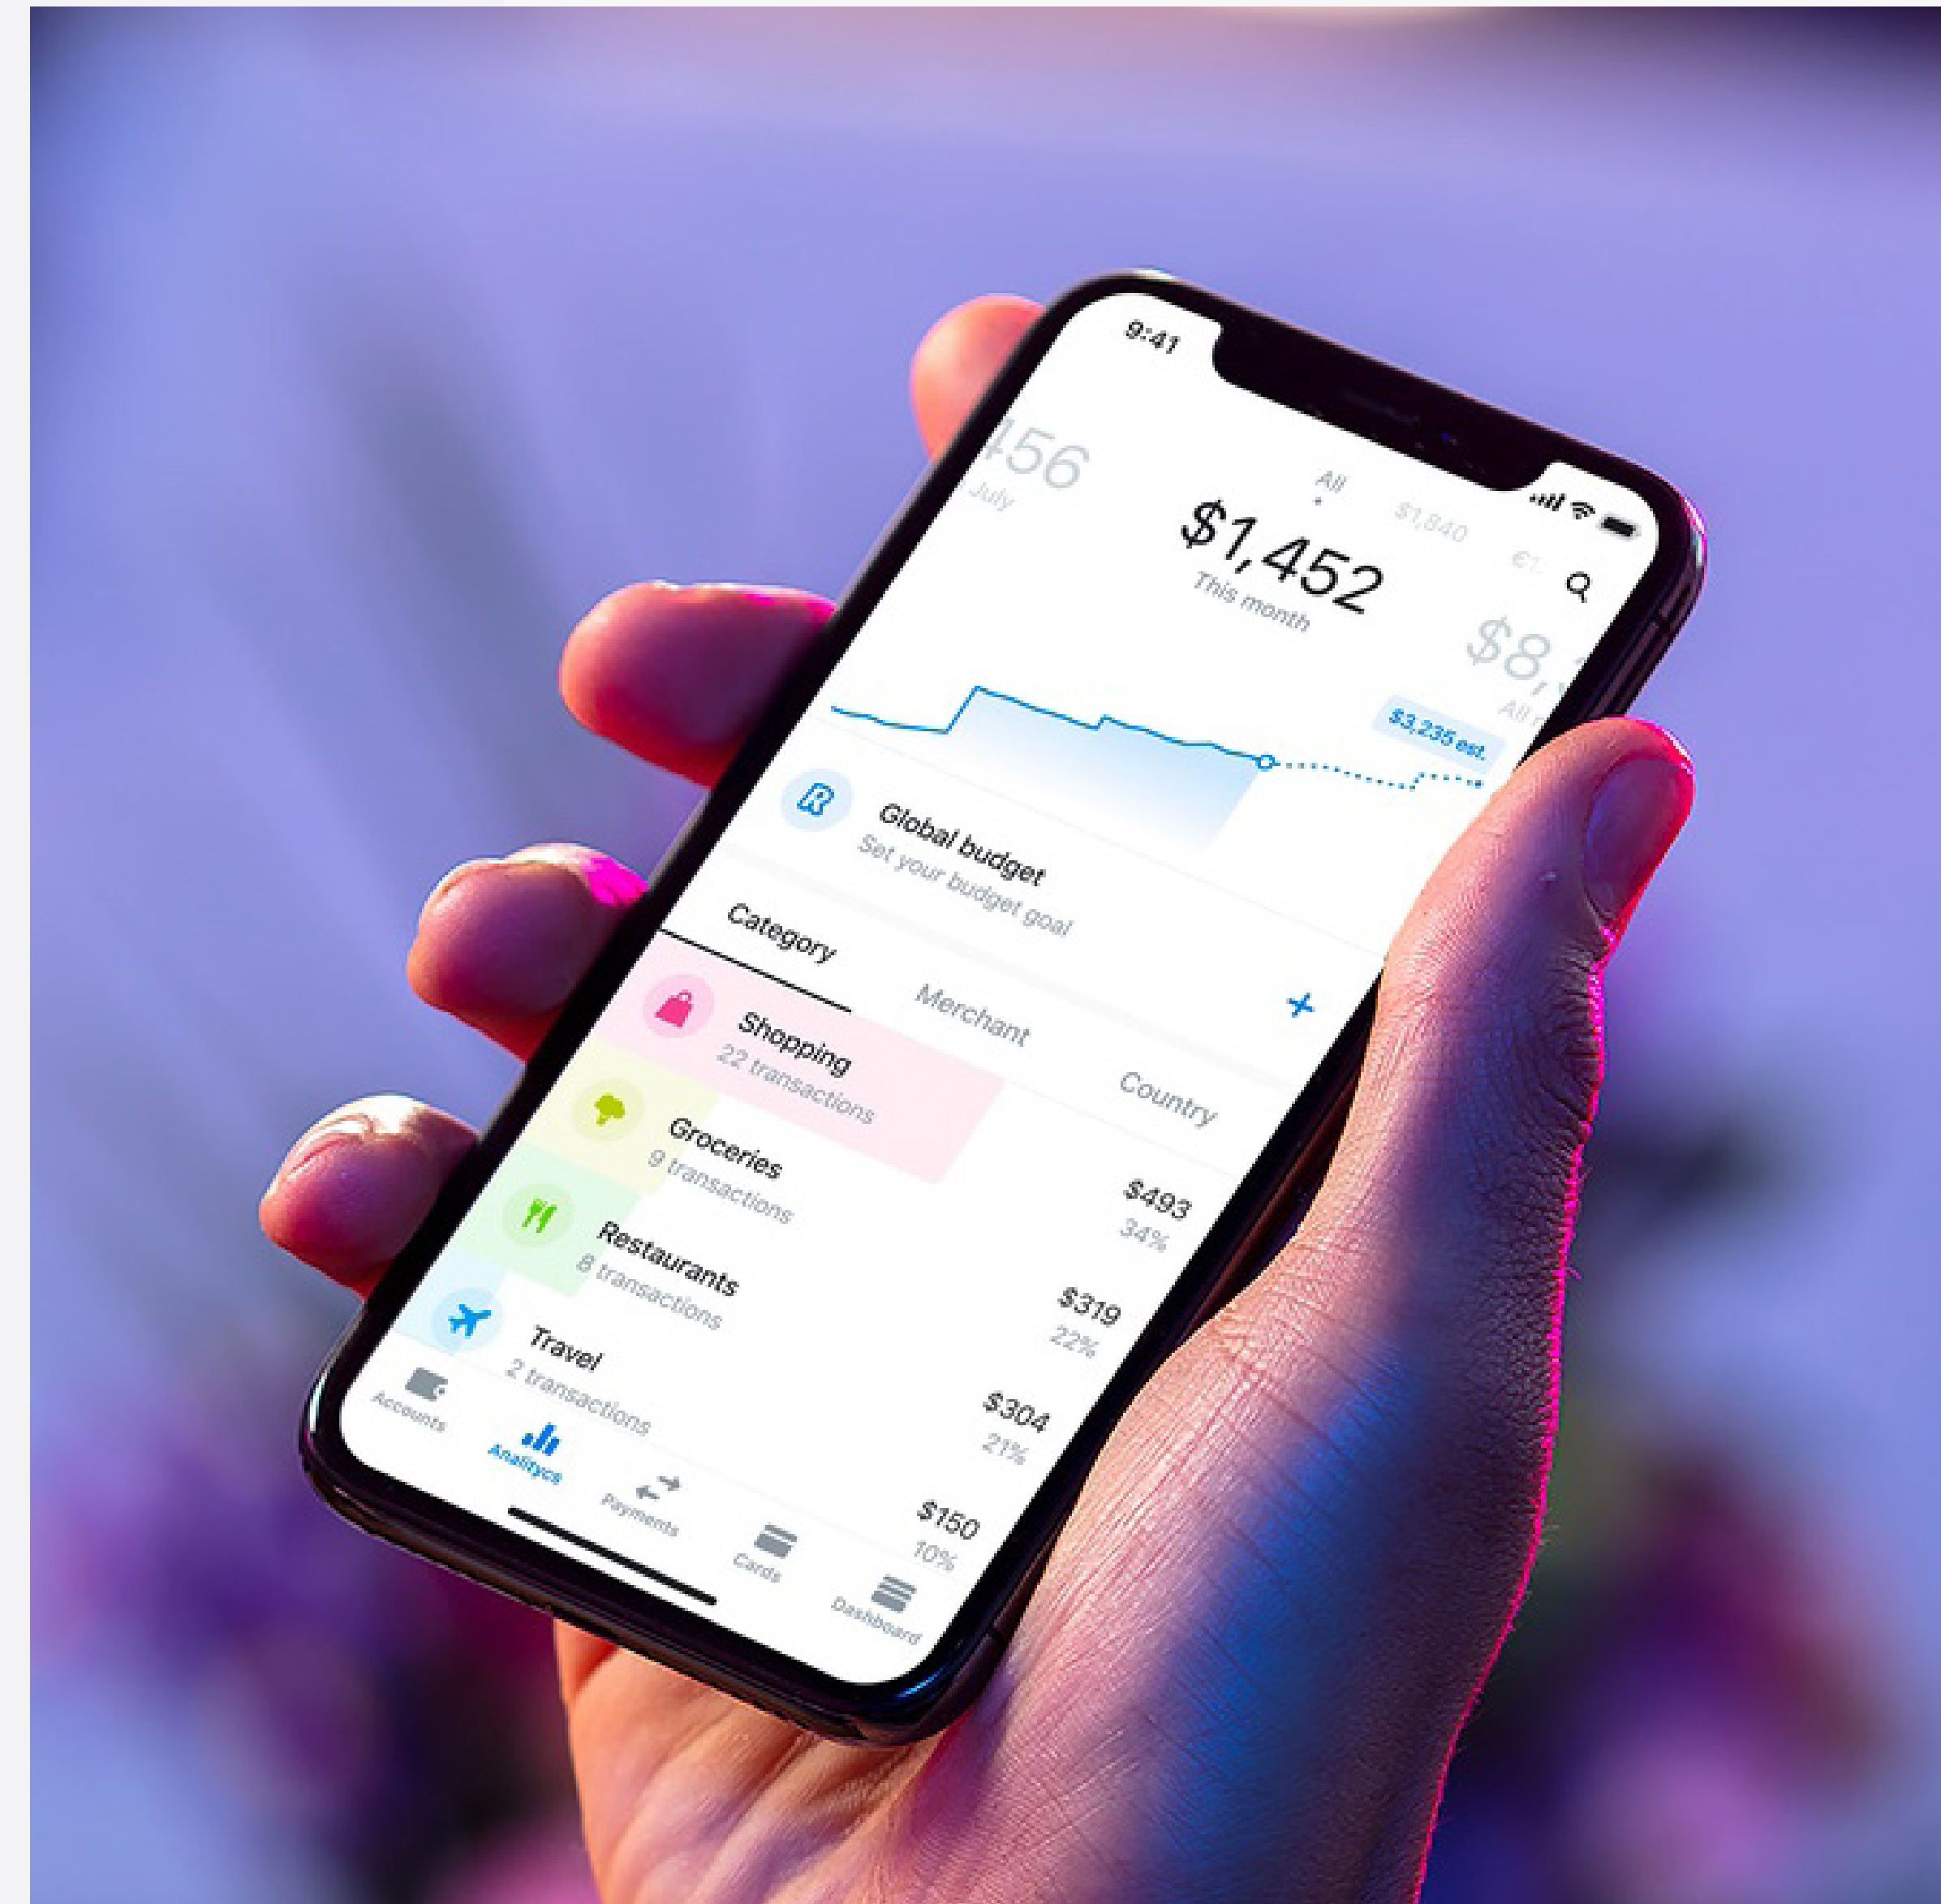 9:41
All
$1,840
456
July
$1,452
This month
$3,235 est.
Global budget
Set your budget goal
+
Category
Merchant
Country
Shopping
22 transactions
$493
34%
Groceries
9 transactions
$319
22%
Restaurants
8 transactions
$304
21%
Travel
2 transactions
$150
10%
Accounts
Analitycs
Payments
Cards
Dashboard